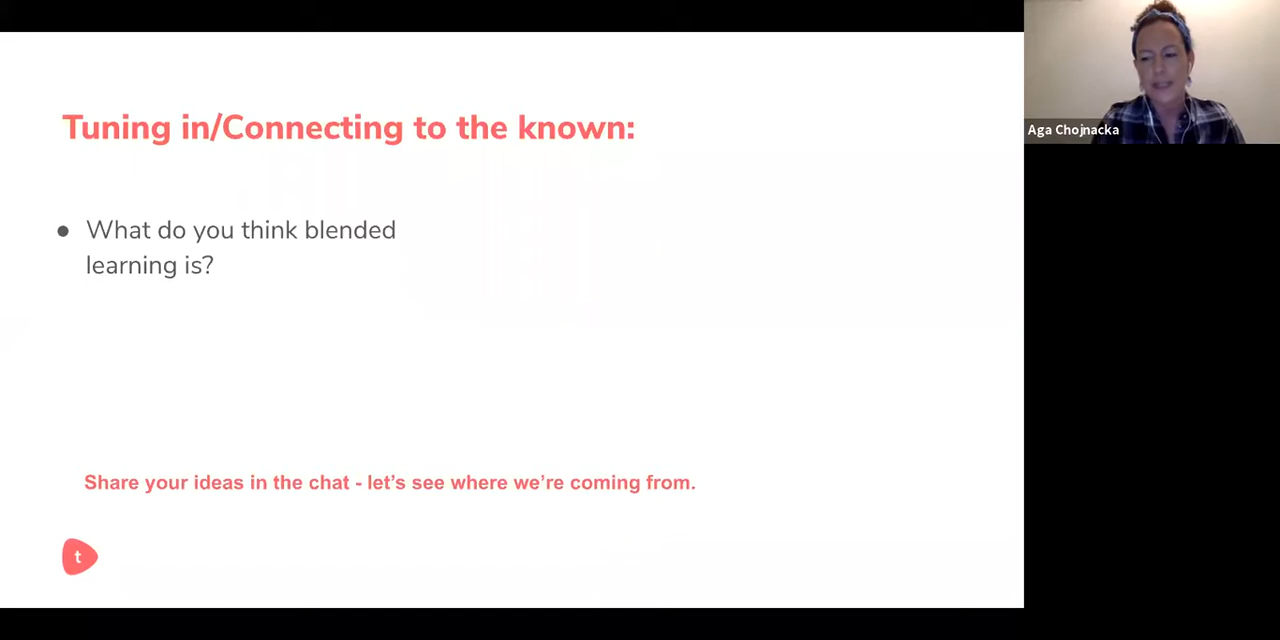 Tuning in/Connecting to the known:
● What do you think blended
learning is?
Share your ideas in the chat - let's see where we're coming from.
t
Aga Chojnacka